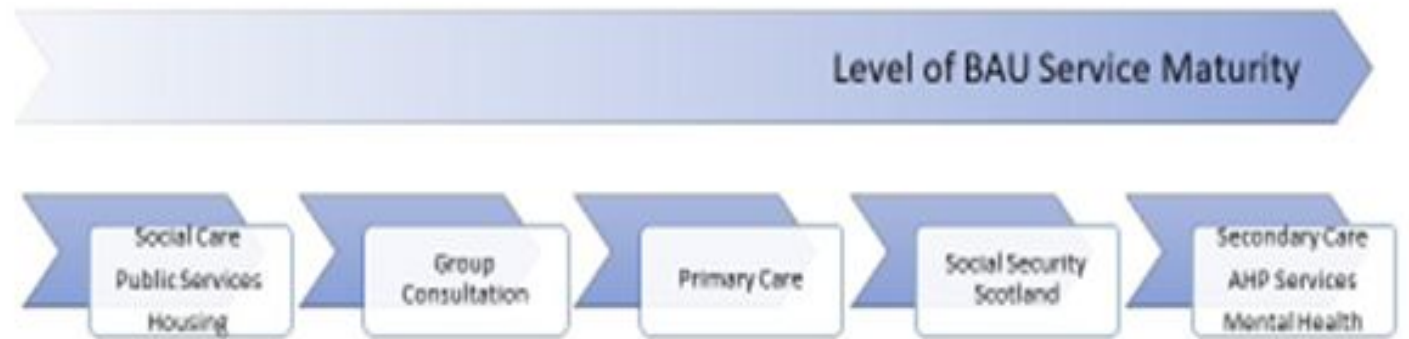 Level of BAU Service Maturity
Social Care
Public Services
Housing
Group
Consultation
Primary Care
Social Security
Scotland
Secondary Care
AHP Services
Mental Health